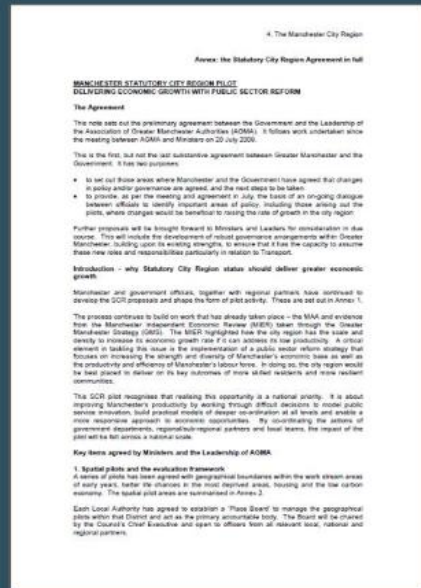 4. The Manchester City Region
Annex: the Statutory City Region Agreement in full
MANCHESTER STATUTORY CITY REGION PILOT
DELIVERING ECONOMIC GROWTH WITH PUBLIC SECTOR REFORM
The Agreement
This note sets out the preliminary agreement between the Government and the Leadership of
the Association of Greater Manchester Authorities (AGMA). It follows work undertaken since
the meeting between AGMA and Ministers on 20 July 2009.
This is the first, but not the last substantive agreement between Greater Manchester and the
Government. It has two purposes:
• to set out those areas where Manchester and the Government have agreed that changes
in policy and/or governance are agreed, and the next steps to be taken
• to provide, as per the meeting and agreement in July, the basis of an on-going dialogue
between officials to identify important areas of policy, including those arising out the
pilots, where changes would be beneficial to raising the rate of growth in the city region
Further proposals will be brought forward to Ministers and Leaders for consideration in due
course. This will include the development of robust governance arrangements within Greater
Manchester, building upon its existing strengths, to ensure that it has the capacity to assume
these new roles and responsibilities particularly in relation to Transport.
Introduction - why Statutory City Region status should deliver greater economic
growth
Manchester and government officials, together with regional partners have continued to
develop the SCR proposals and shape the form of pilot activity. These are set out in Annex 1.
The process continues to build on work that has already taken place – the MAA and evidence
from the Manchester Independent Economic Review (MIER) taken through the Greater
Manchester Strategy (GMS). The MIER highlighted how the city region has the scale and
density to increase its economic growth rate if it can address its low productivity. A critical
element in tackling this issue is the implementation of a public sector reform strategy that
focuses on increasing the strength and diversity of Manchester's economic base as well as
the productivity and efficiency of Manchester's labour force. In doing so, the city region would
be best placed to deliver on its key outcomes of more skilled residents and more resilient
communities.
This SCR pilot recognises that realising this opportunity is a national priority. It is about
improving Manchester's productivity by working through difficult decisions to model public
service innovation, build practical models of deeper co-ordination at all levels and enable a
more responsive approach to economic opportunities. By co-ordinating the actions of
government departments, regional/sub-regional partners and local teams, the impact of the
pilot will be felt across a national scale.
Key items agreed by Ministers and the Leadership of AGMA
1. Spatial pilots and the evaluation framework
A series of pilots has been agreed with geographical boundaries within the work stream areas
of early years, better life chances in the most deprived areas, housing and the low carbon
economy. The spatial pilot areas are summarised in Annex 2.
Each Local Authority has agreed to establish a 'Place Board' to manage the geographical
pilots within that District and act as the primary accountable body. The Board will be chaired
by the Council's Chief Executive and open to officers from all relevant local, national and
regional partners.